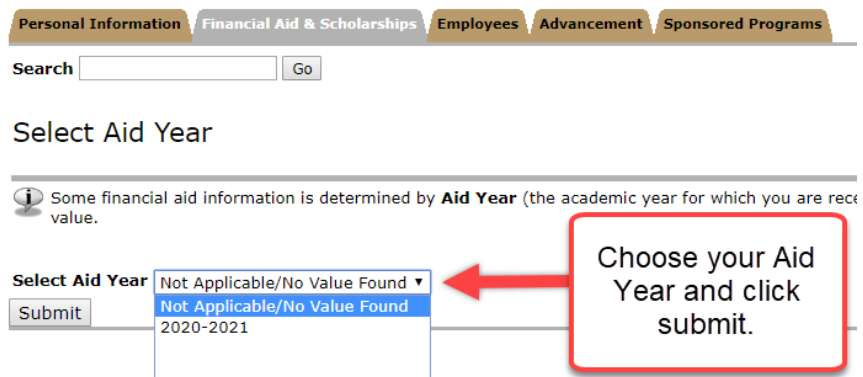 Personal Information Financial Aid & Scholarships Employees Advancement Sponsored Programs
Search Go
Select Aid Year
Some financial aid information is determined by Aid Year (the academic year for which you are rece
value.
Choose your Aid
Year and click
submit.
Select Aid Year Not Applicable/No Value Found
Not Applicable/No Value Found
2020-2021
Submit